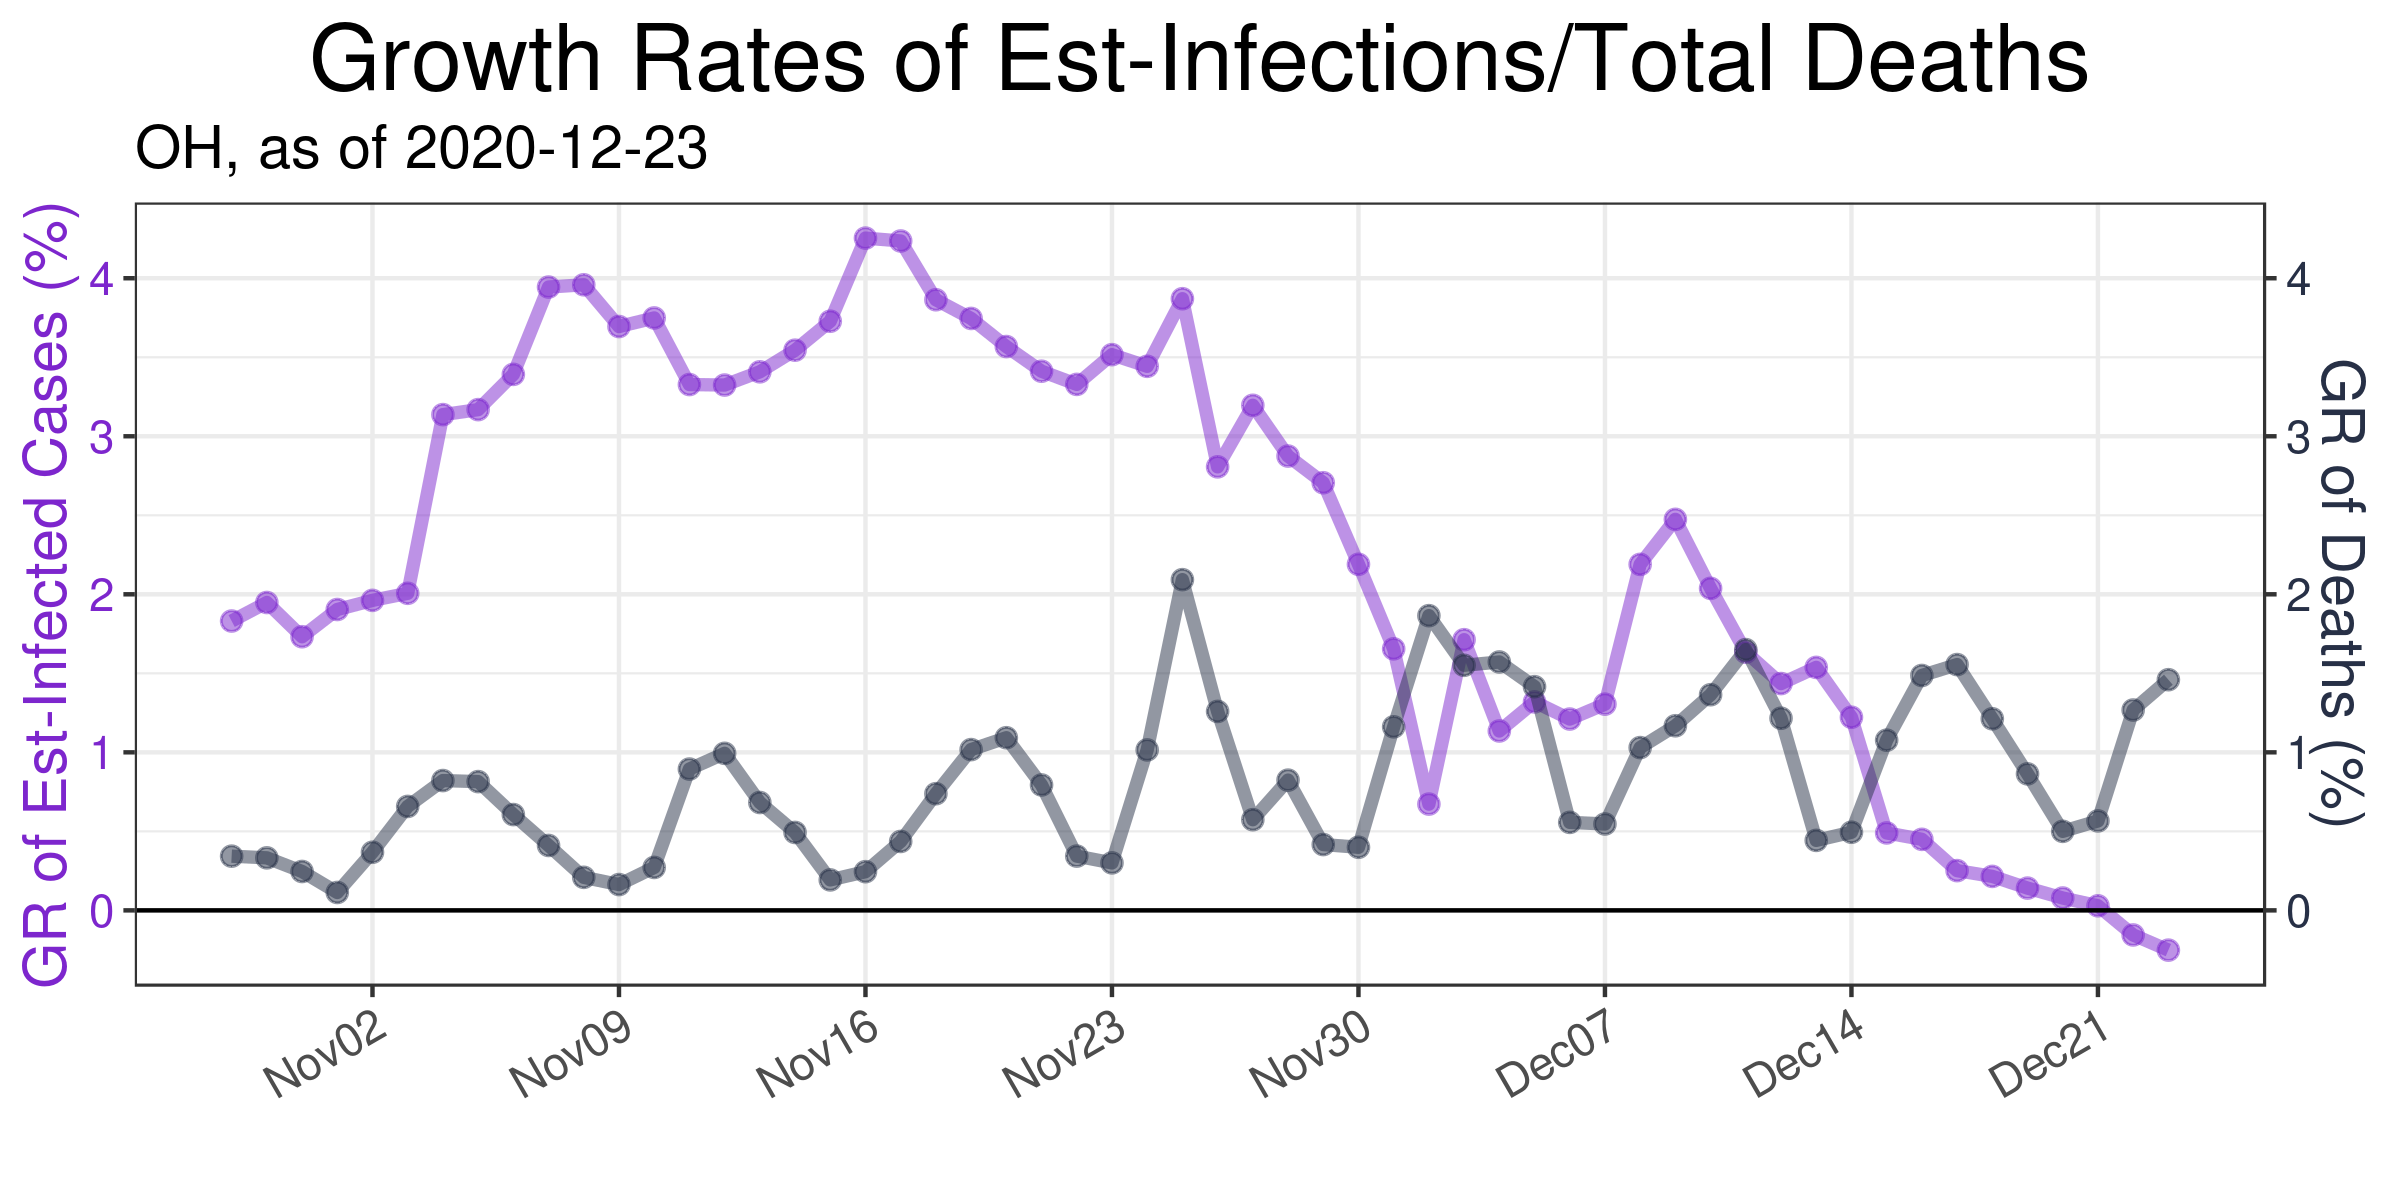 Growth Rates of Est-Infections/Total Deaths
OH, as of 2020-12-23
GR of Est-Infected Cases (%)
4
3
2
1
0
4
3
2
1
0
GR of Deaths (%)
Nov02
Nov09
Nov16
Nov23
Nov30
Dec07
Dec14
Dec21